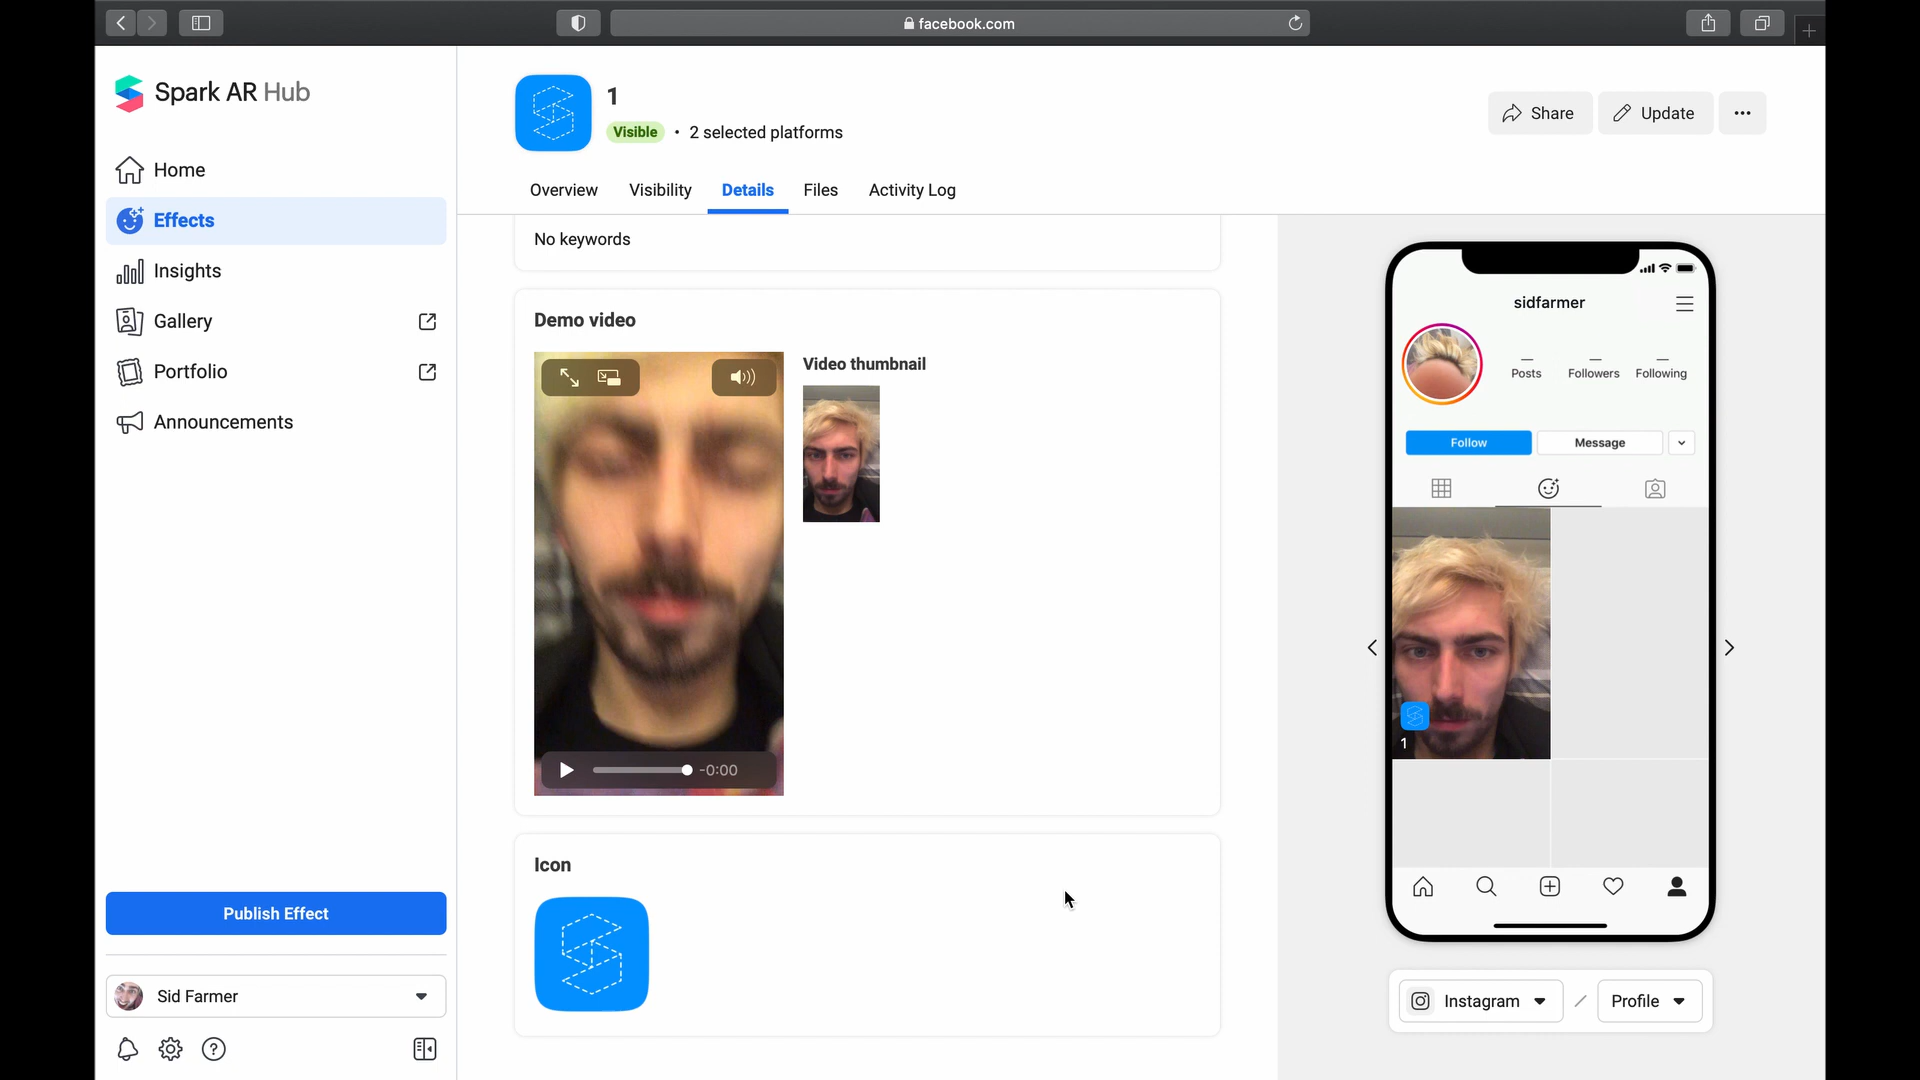 facebook.com
Spark AR Hub
Home
Effects
Insights
Gallery
Portfolio
Announcements
Publish Effect
Sid Farmer
1
Visible • 2 selected platforms
Share
Update
Overview
Visibility
Details
Files
Activity Log
No keywords
Demo video
Video thumbnail
-0:00
Icon
sidfarmer
Posts
Followers
Following
Follow
Message
1
Instagram / Profile